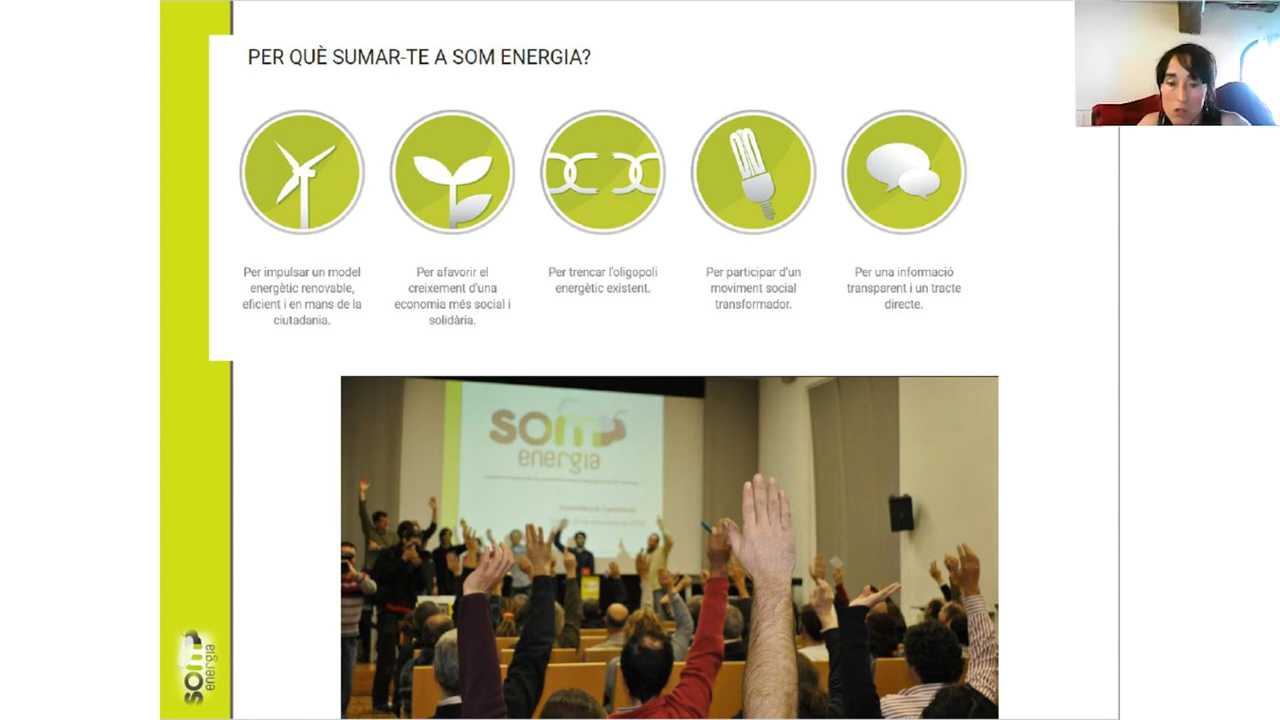 PER QUÈ SUMAR-TE A SOM ENERGIA?
Per impulsar un model
energètic renovable,
eficient i en mans de la
ciutadania.
Per afavorir el
creixement d'una
economia més social i
solidària.
Per trencar l'oligopoli
energètic existent.
Per participar d'un
moviment social
transformador.
Per una informació
transparent i un tracte
directe.
som
energia
som
energia